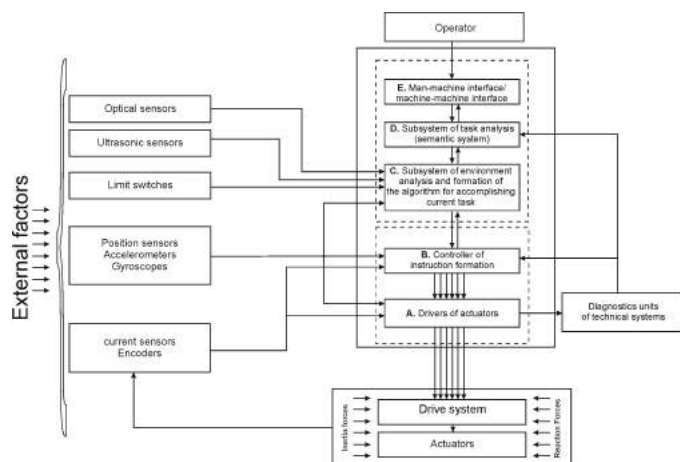 Operator
E. Man-machine interface/
machine-machine interface
Optical sensors
D. Subsystem of task analysis
(semantic system)
Ultrasonic sensors
C. Subsystem of environment
analysis and formation of
the algorithm for accomplishing
current task
Limit switches
External factors
Position sensors
Accelerometers
Gyroscopes
B. Controller of
instruction formation
A. Drivers of actuators
Diagnostics units
of technical systems
current sensors
Encoders
Inertia forces
Drive system
Actuators
Reaction Forces